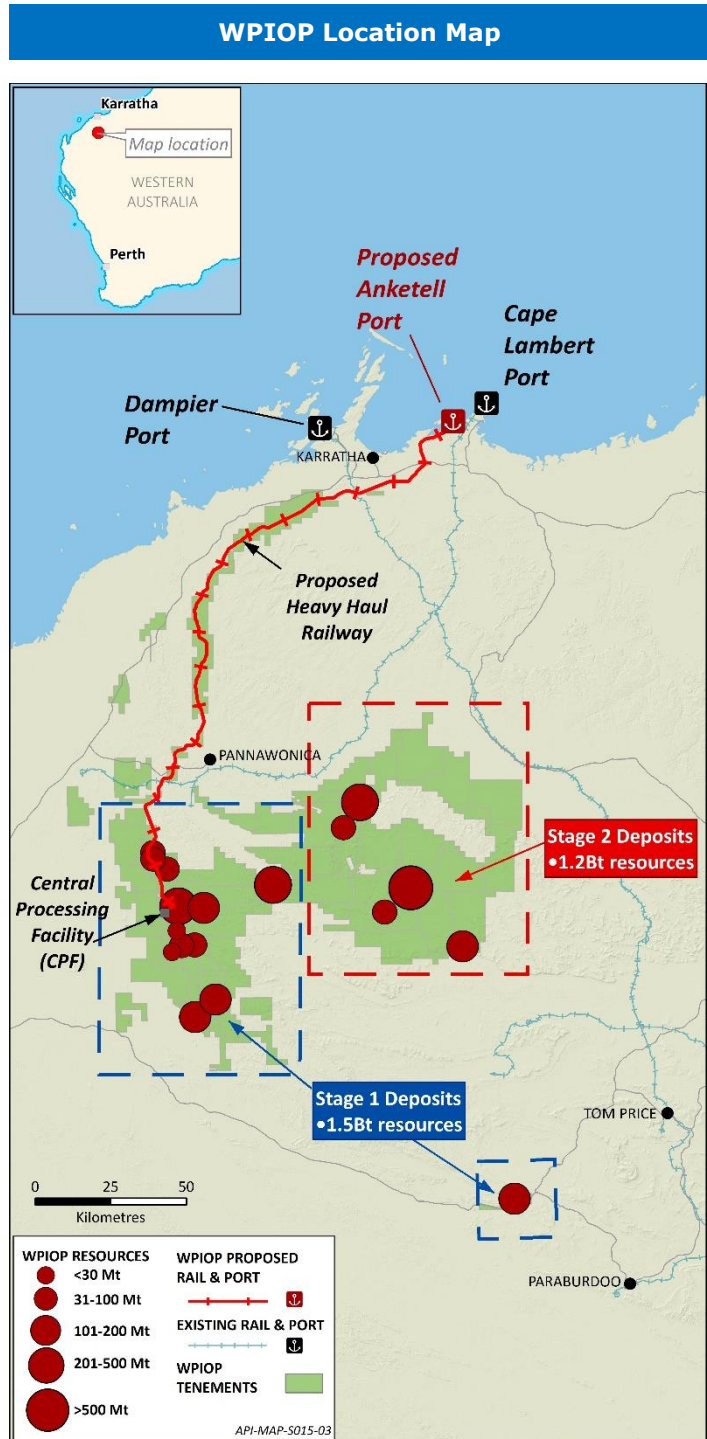 WPIOP Location Map
Karratha
Map location
WESTERN
AUSTRALIA
Perth
Proposed
Anketell
Port
Cape
Lambert
Port
Dampier
Port
KARRATHA
Proposed
Heavy Haul
Railway
PANNAWONICA
Stage 2 Deposits
•1.2Bt resources
Central
Processing
Facility
(CPF)
Stage 1 Deposits
•1.5Bt resources
TOM PRICE
0 25 50
Kilometres
PARABURDOO
WPIOP RESOURCES
<30 Mt
31-100 Mt
101-200 Mt
201-500 Mt
>500 Mt
WPIOP PROPOSED
RAIL & PORT
EXISTING RAIL & PORT
WPIOP
TENEMENTS
API-MAP-S015-03